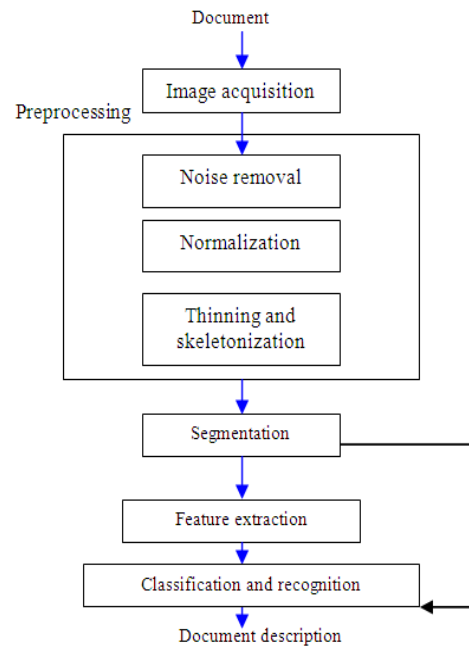 Document
Image acquisition
Preprocessing
Noise removal
Normalization
Thinning and
skeletonization
Segmentation
Feature extraction
Classification and recognition
Document description